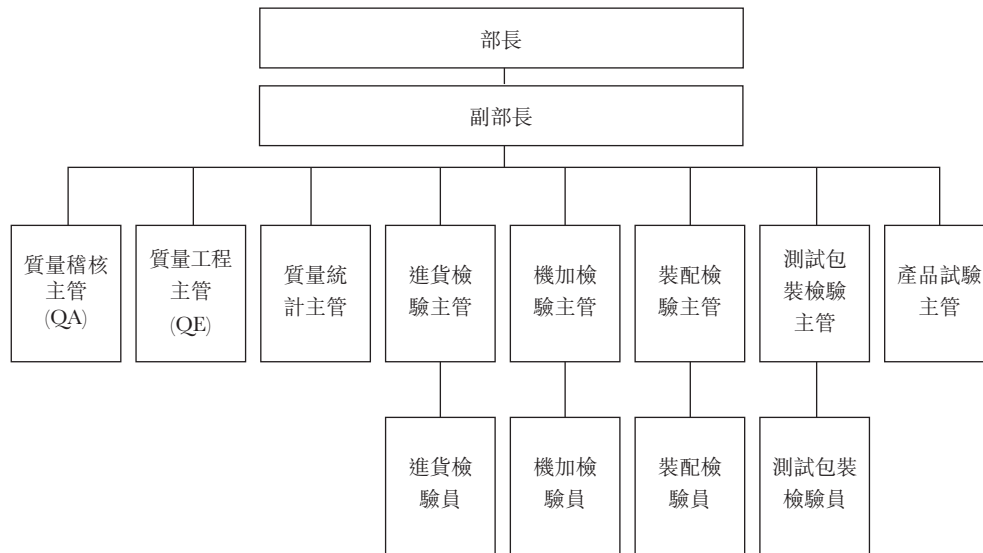 部長
副部長
質量稽核
主管
(QA)
質量工程
主管
(QE)
質量統
計主管
進貨檢
驗主管
機加檢
驗主管
裝配檢
驗主管
測試包
裝檢驗
主管
產品試驗
主管
進貨檢
驗員
機加檢
驗員
裝配檢
驗員
測試包裝
檢驗員